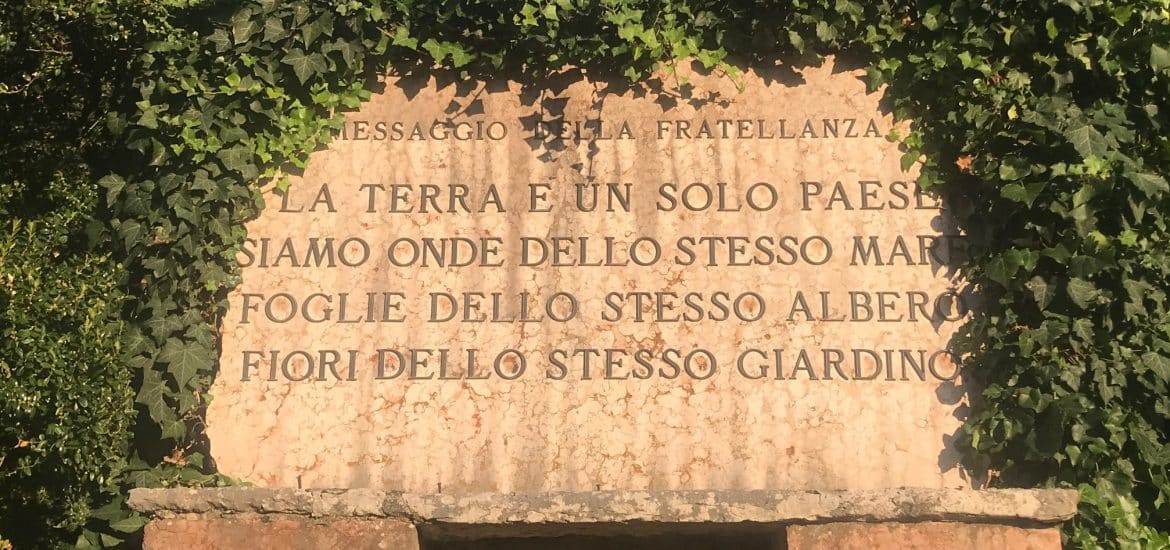 MESSAGGIO DELLA FRATELLANZA
LA TERRA E UN SOLO PAESE
SIAMO ONDE DELLO STESSO MARE
FOGLIE DELLO STESSO ALBERO
FIORI DELLO STESSO GIARDINO